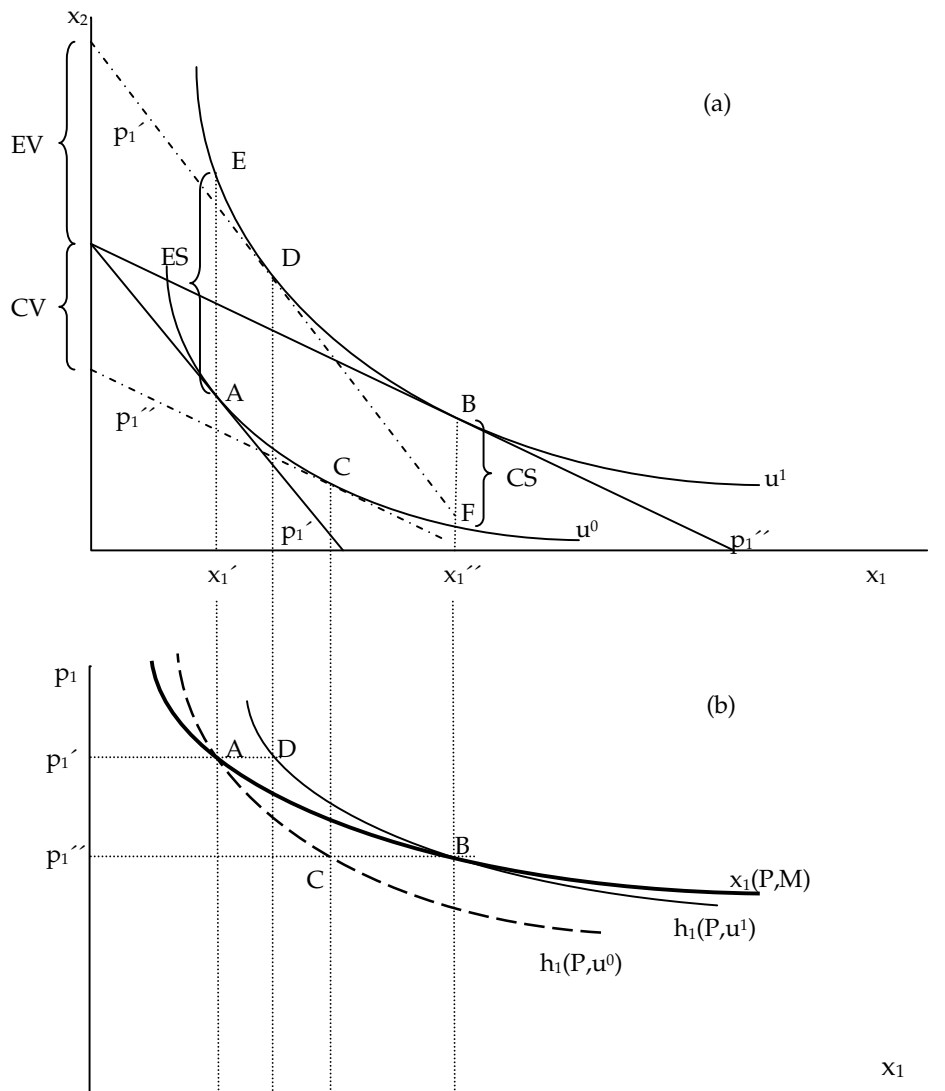 x₂
(a)
p₁′
EV
E
ES
D
CV
A
B
p₁′′
C
CS
u¹
F
p₁′
u⁰
p₁′′
x₁′
x₁′′
x₁
p₁
(b)
p₁′
A
D
p₁′′
B
C
x₁(P,M)
h₁(P,u¹)
h₁(P,u⁰)
x₁